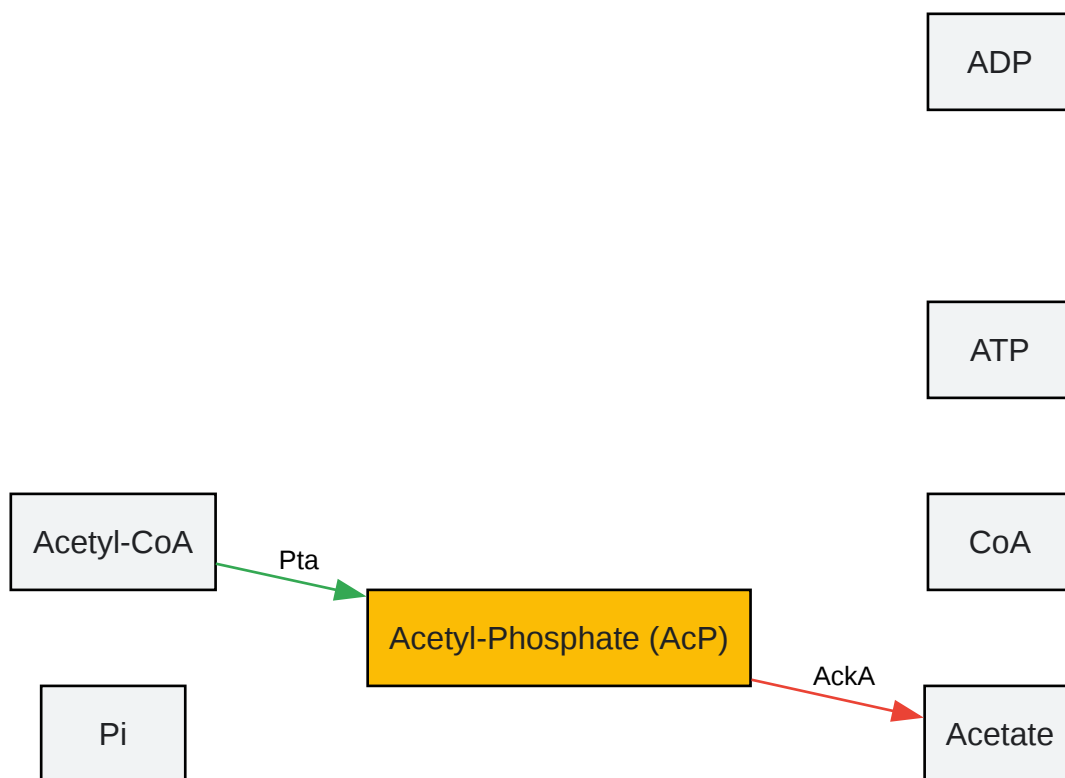 ADP
ATP
Acetyl-CoA
CoA
Pta
Acetyl-Phosphate (AcP)
AckA
Pi
Acetate